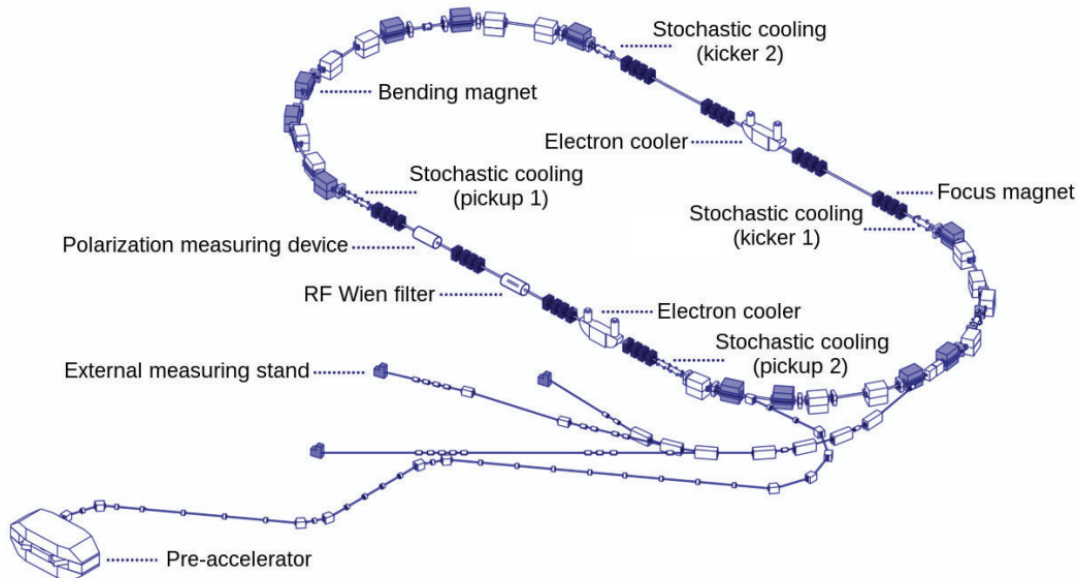 Stochastic cooling
(kicker 2)
Bending magnet
Electron cooler
Stochastic cooling
(pickup 1)
Focus magnet
Stochastic cooling
(kicker 1)
Polarization measuring device
RF Wien filter
Electron cooler
Stochastic cooling
(pickup 2)
External measuring stand
Pre-accelerator